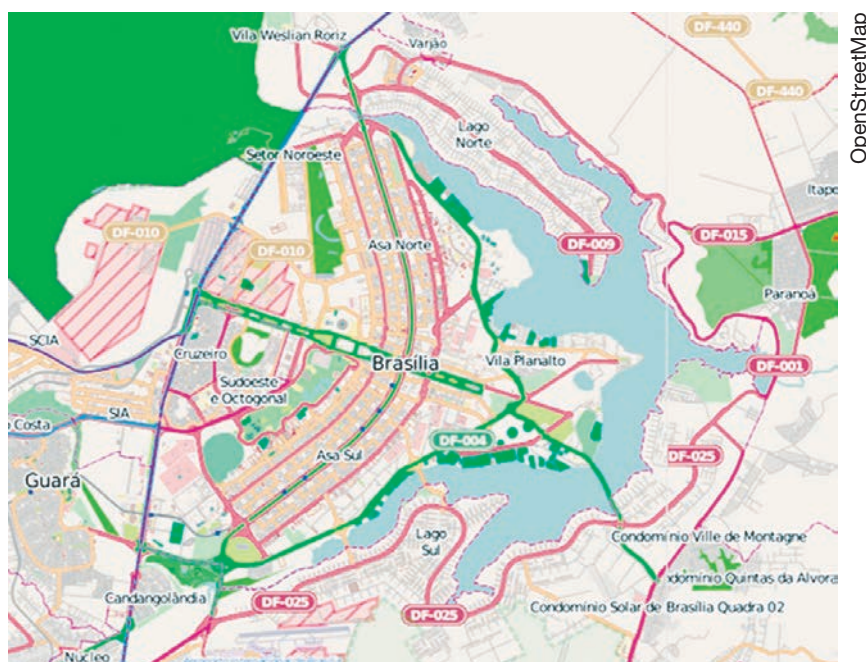 OpenStreetMap
Vila Weslian Roriz
Varjão
DF-440
DF-440
Lago
Norte
Setor Noroeste
Itapo
DF-010
DF-010
Asa Norte
DF-009
DF-015
Paranoá
SCIA
Cruzeiro
Brasília
Vila Planalto
DF-001
Sudoeste
e Octogonal
SIA
Costa
DF-004
Asa Sul
DF-025
Guará
Lago
Sul
Condomínio Ville de Montagne
ndomínio Quintas da Alvora
Candangolândia
DF-025
DF-025
Condomínio Solar de Brasília Quadra 02
Núcleo